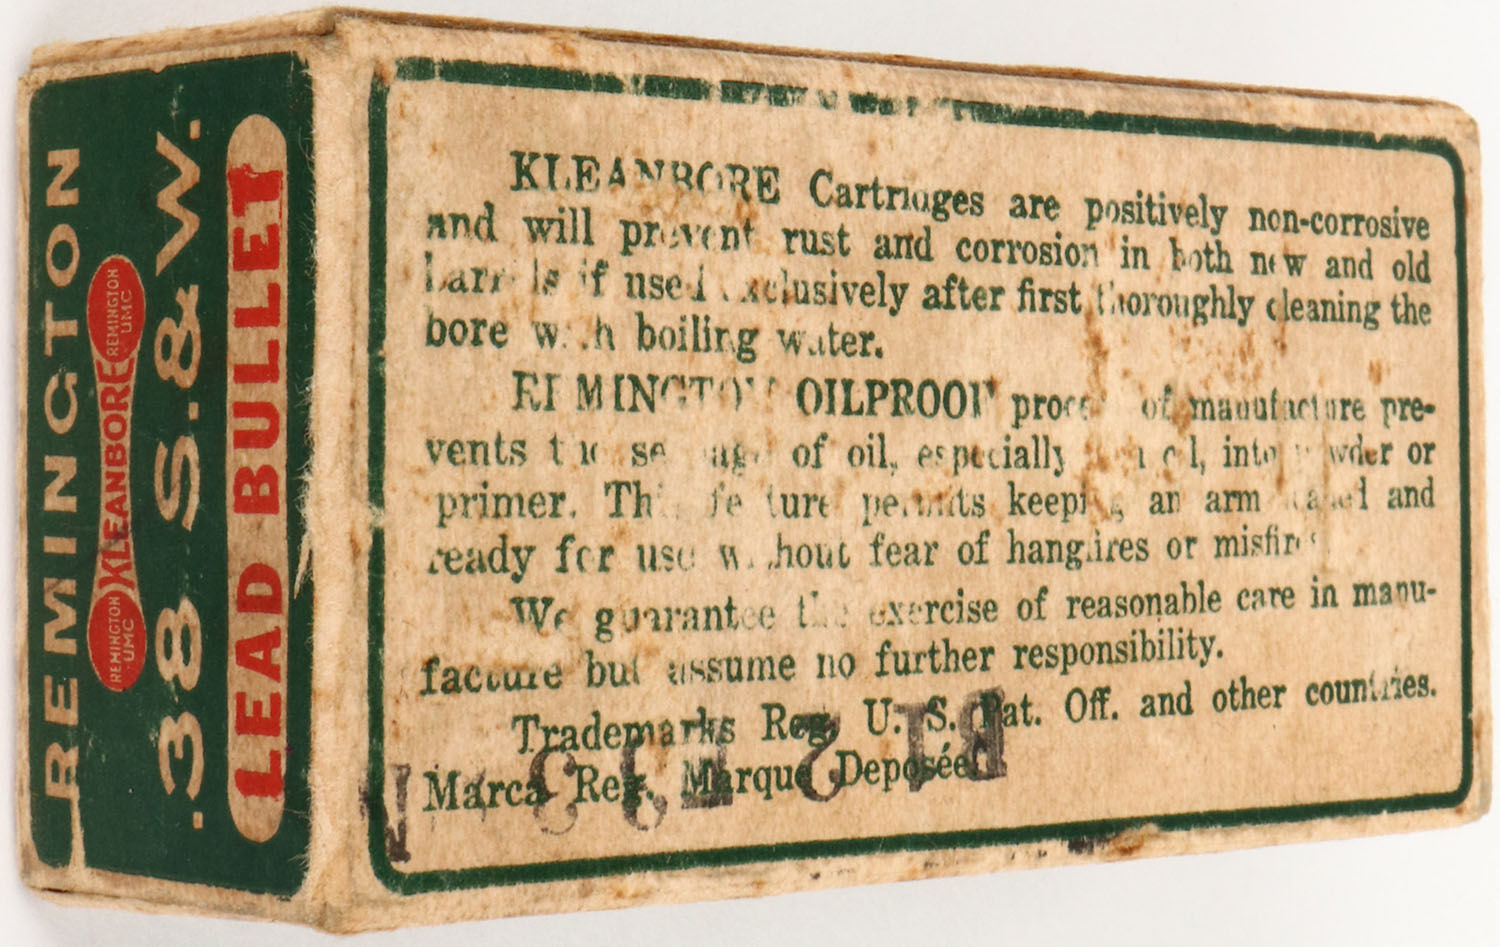 REMINGTON
REMINGTON
UMC
KLEANBORE
REMINGTON
UMC
.38 S.&W.
LEAD BULLET
KLEANBORE Cartridges are positively non-corrosive
and will prevent rust and corrosion in both new and old
barrels if used exclusively after first thoroughly cleaning the
bore with boiling water.
REMINGTON OILPROOF process of manufacture pre-
vents the seepage of oil, especially oil, into powder or
primer. This feature permits keeping an arm loaded and
ready for use without fear of hangfires or misfires
We guarantee the exercise of reasonable care in manu-
facture but assume no further responsibility.
Trademarks Reg. U. S. Pat. Off. and other countries.
Marca Reg. Marque Deposée